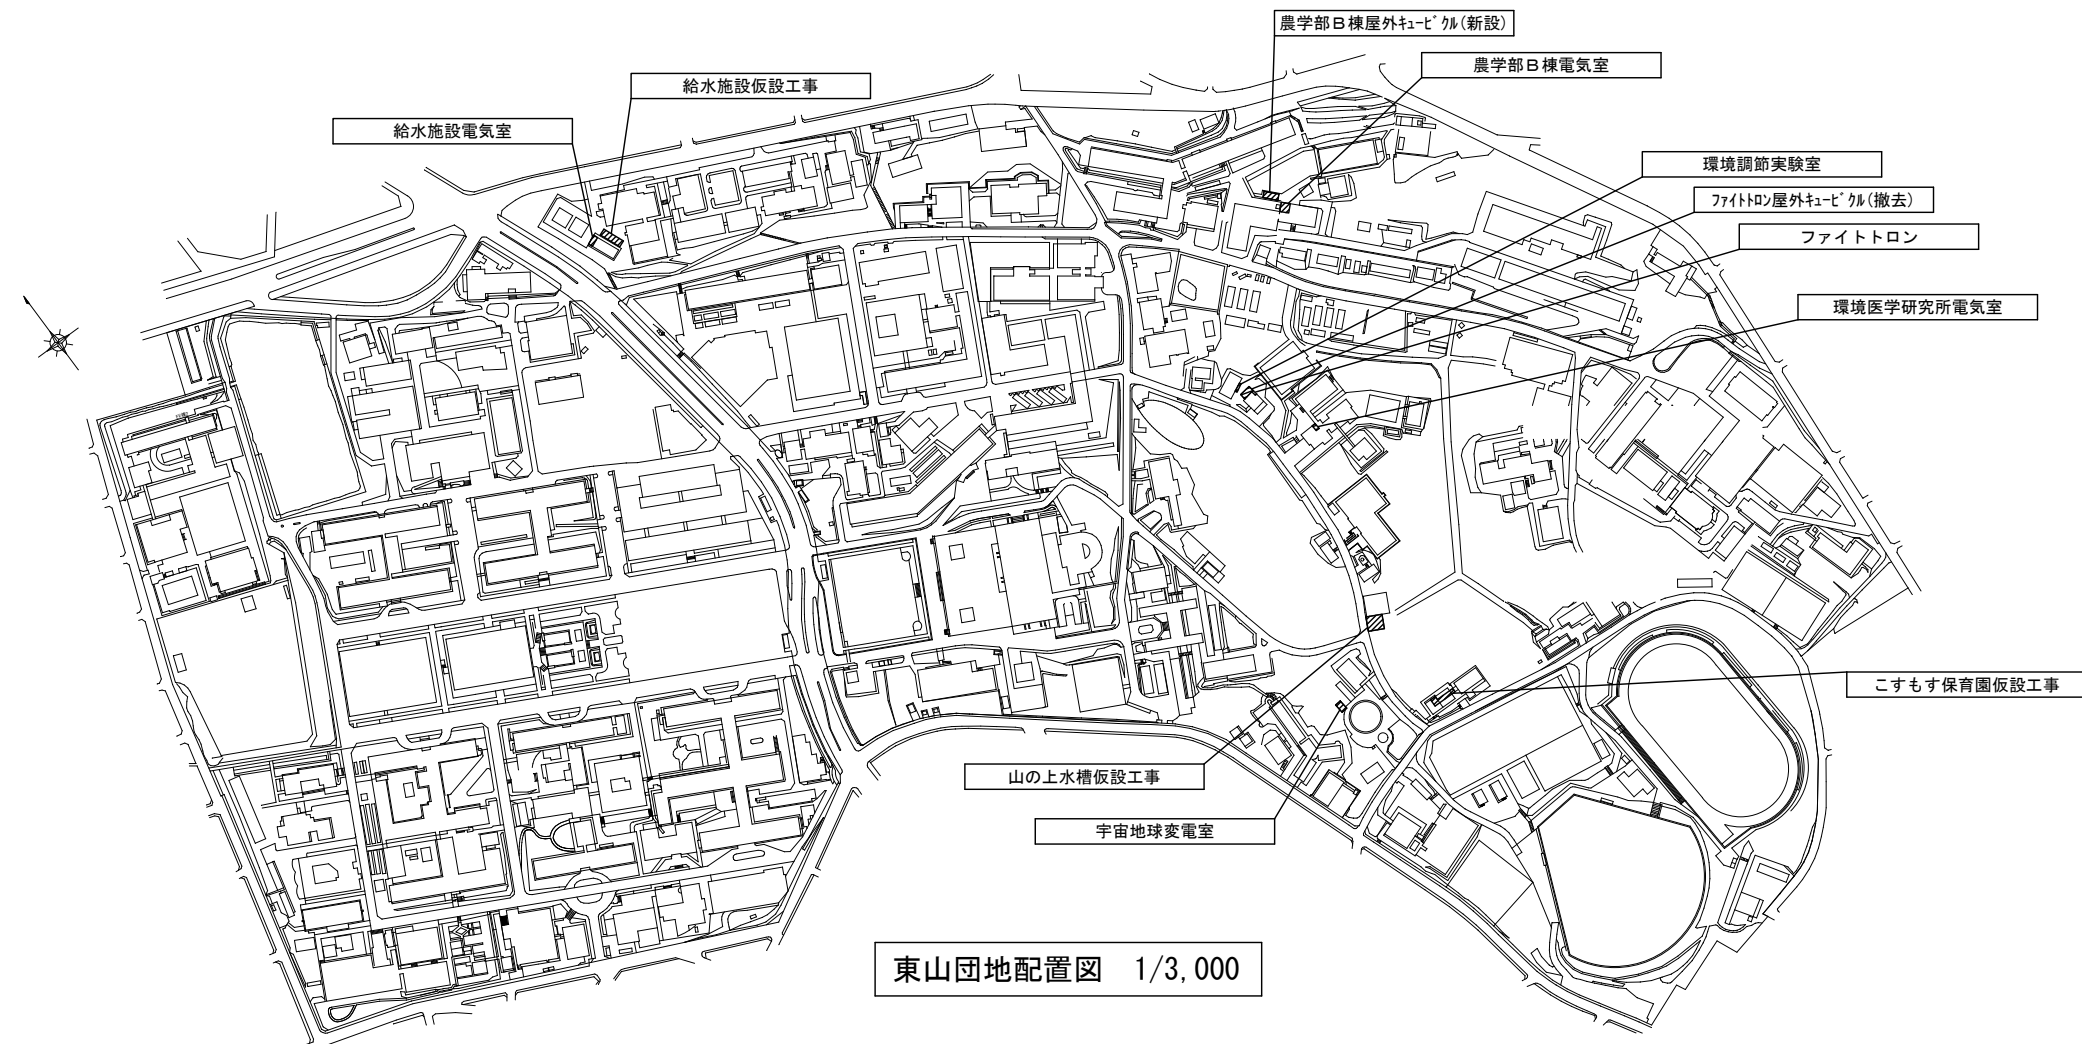 農学部Ｂ棟屋外ｷｭｰﾋﾞｸﾙ(新設)
農学部Ｂ棟電気室
給水施設仮設工事
給水施設電気室
環境調節実験室
ﾌｧｲﾄﾄﾛﾝ屋外ｷｭｰﾋﾞｸﾙ(撤去)
ファイトトロン
環境医学研究所電気室
こすもす保育園仮設工事
山の上水槽仮設工事
宇宙地球変電室
東山団地配置図　1/3,000